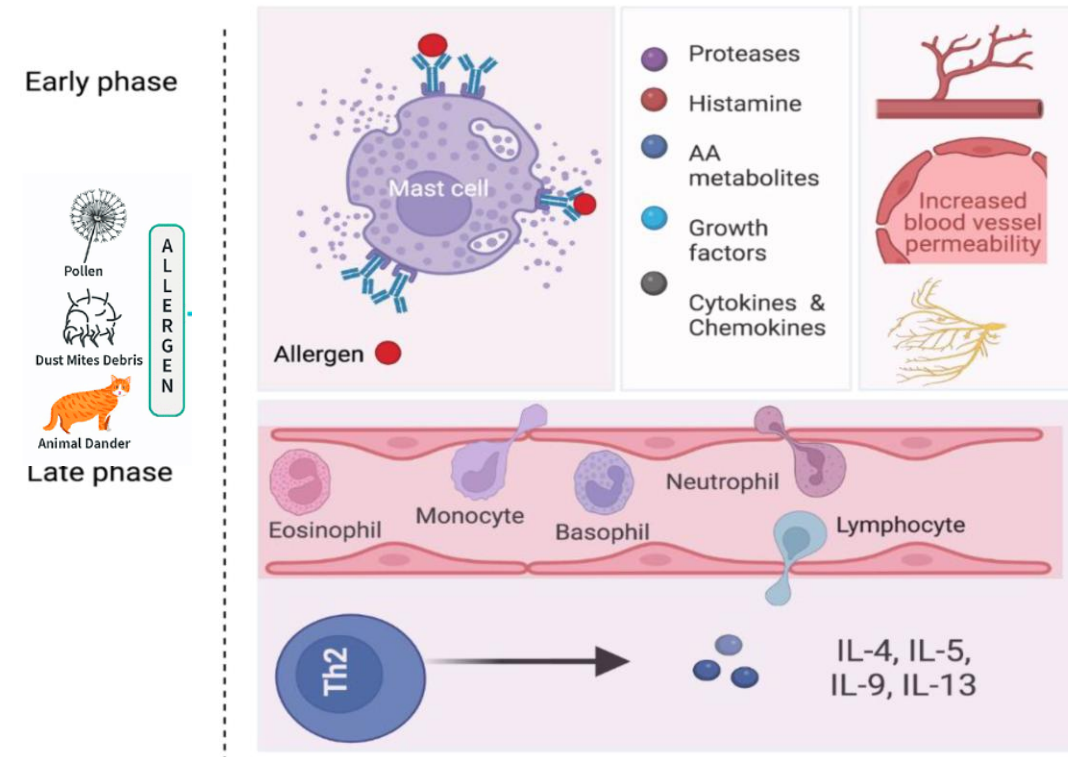 Early phase
Pollen
Dust Mites Debris
Animal Dander
ALLERGEN
Late phase
Mast cell
Allergen
Proteases
Histamine
AA
metabolites
Growth
factors
Cytokines &
Chemokines
Increased
blood vessel
permeability
Eosinophil
Monocyte
Basophil
Neutrophil
Lymphocyte
Th2
IL-4, IL-5,
IL-9, IL-13